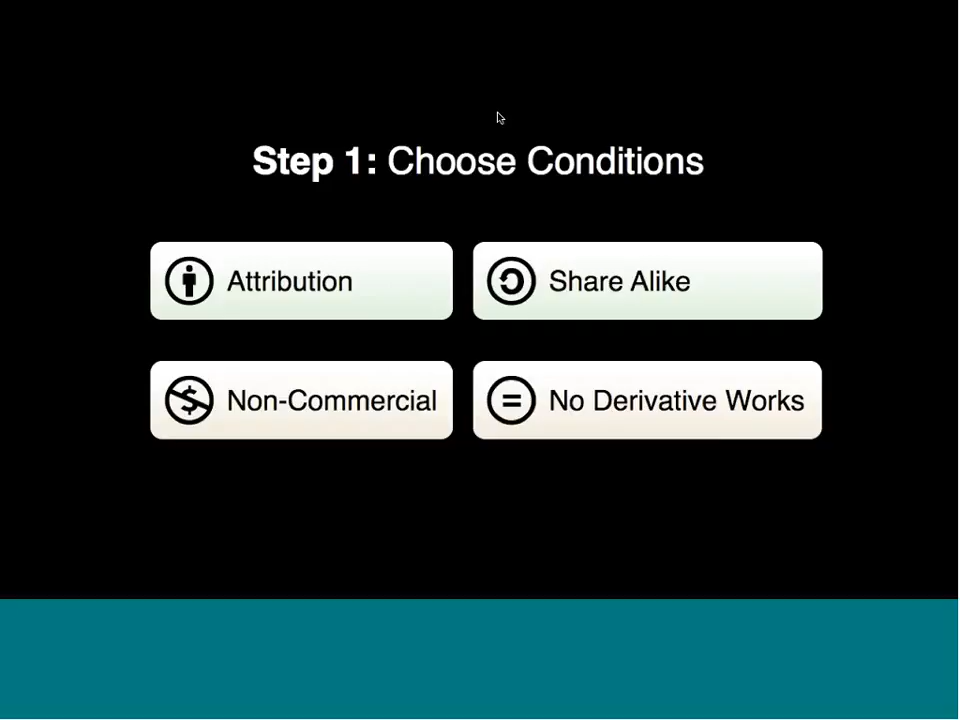 Step 1: Choose Conditions
Attribution
Share Alike
Non-Commercial
No Derivative Works